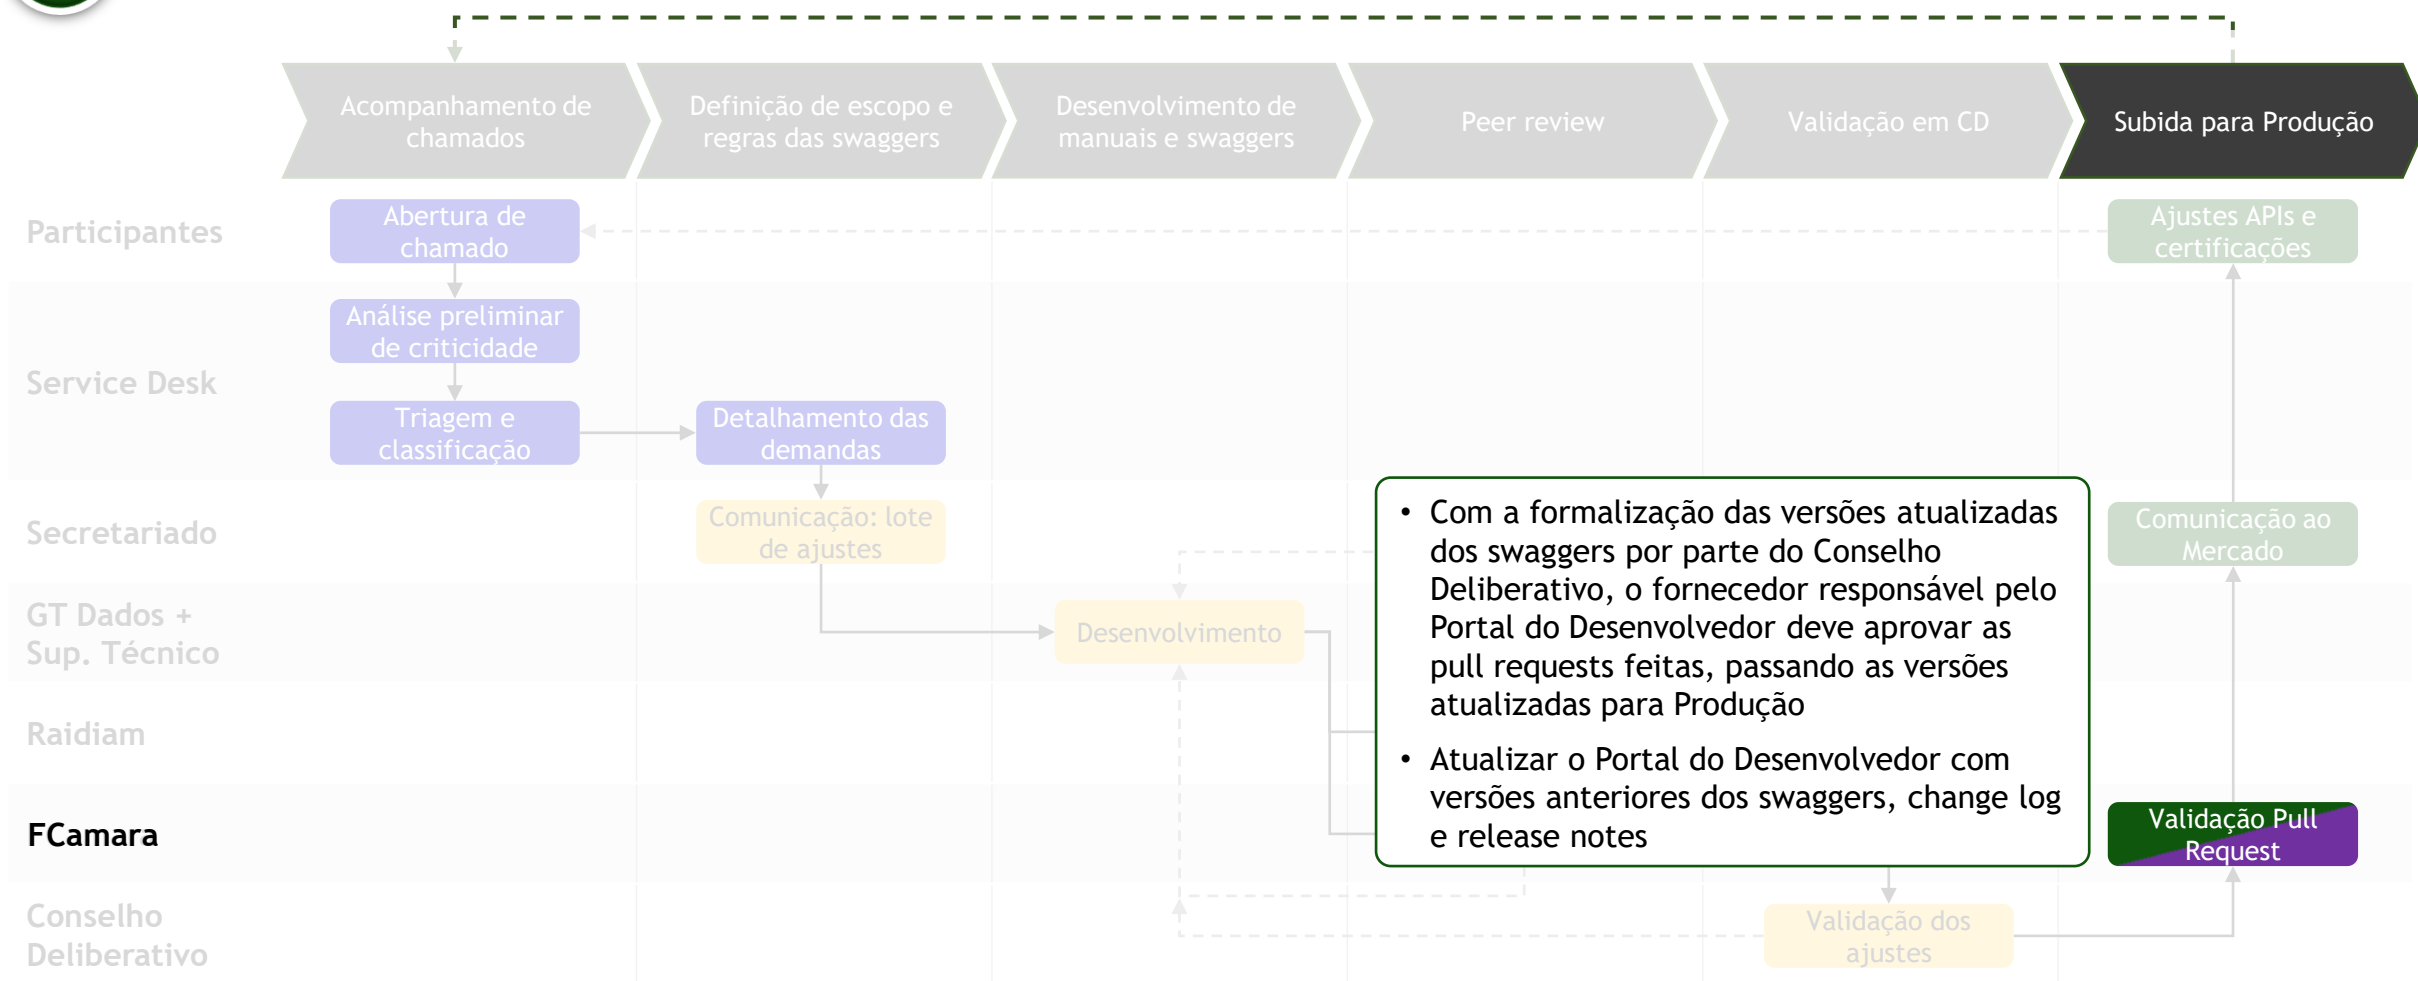 Acompanhamento de
chamados
Definição de escopo e
regras das swaggers
Desenvolvimento de
manuais e swaggers
Peer review
Validação em CD
Subida para Produção
Participantes
Abertura de
chamado
Ajustes APIs e
certificações
Service Desk
Análise preliminar
de criticidade
Triagem e
classificação
Detalhamento das
demandas
Secretariado
Comunicação: lote
de ajustes
Comunicação ao
Mercado
GT Dados +
Sup. Técnico
Desenvolvimento
• Com a formalização das versões atualizadas
dos swaggers por parte do Conselho
Deliberativo, o fornecedor responsável pelo
Portal do Desenvolvedor deve aprovar as
pull requests feitas, passando as versões
atualizadas para Produção
• Atualizar o Portal do Desenvolvedor com
versões anteriores dos swaggers, change log
e release notes
Raidiam
FCamara
Validação Pull
Request
Conselho
Deliberativo
Validação dos
ajustes